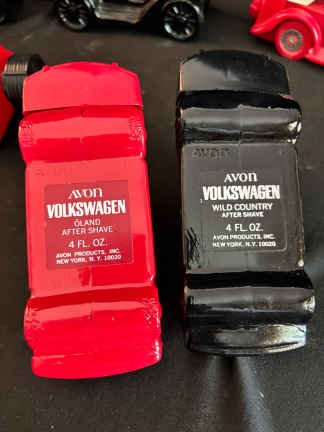 AVON
VOLKSWAGEN
ÖLAND
AFTER SHAVE
4 FL. OZ.
AVON PRODUCTS, INC.
NEW YORK, N.Y. 10020
AVON
AVON
VOLKSWAGEN
WILD COUNTRY
AFTER SHAVE
4 FL. OZ.
AVON PRODUCTS, INC.
NEW YORK, N.Y. 10020